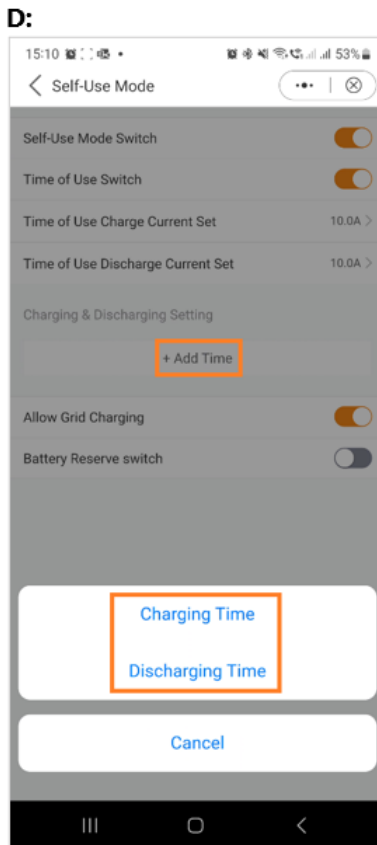 D:
15:10 53%
Self-Use Mode
Self-Use Mode Switch
Time of Use Switch
Time of Use Charge Current Set 10.0A >
Time of Use Discharge Current Set 10.0A >
Charging & Discharging Setting
+ Add Time
Allow Grid Charging
Battery Reserve switch
Charging Time
Discharging Time
Cancel